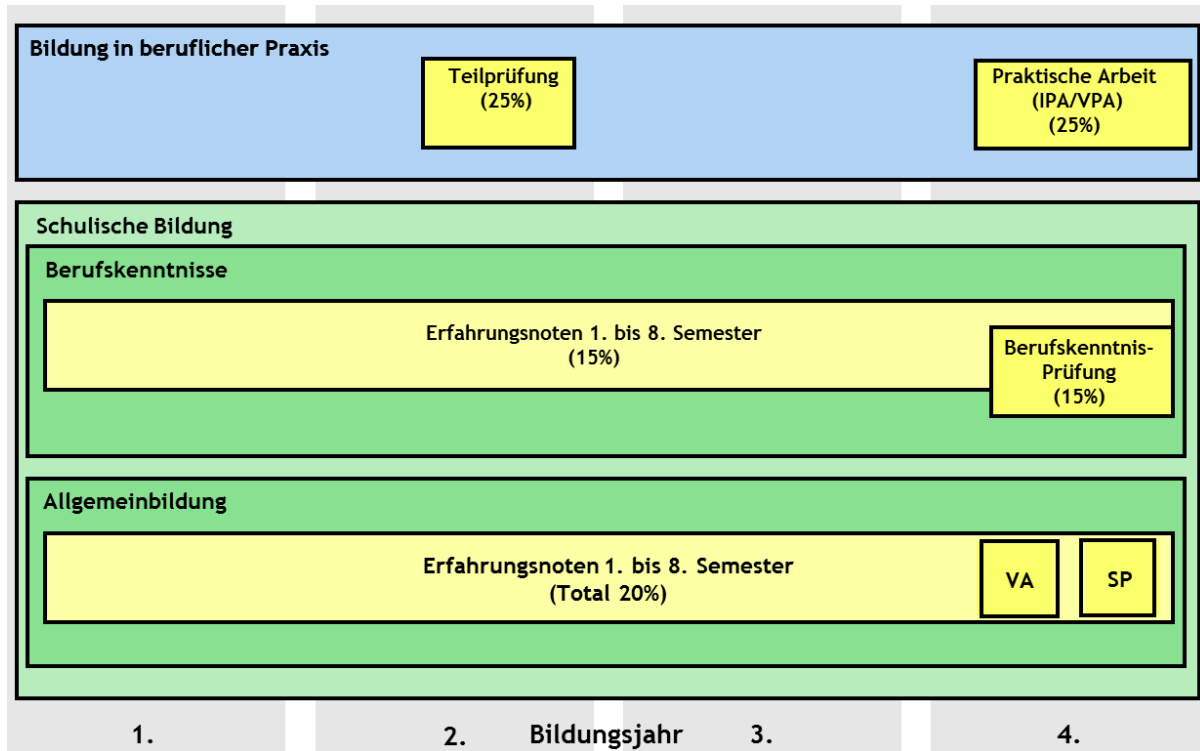 Bildung in beruflicher Praxis
Teilprüfung
(25%)
Praktische Arbeit
(IPA/VPA)
(25%)
Schulische Bildung
Berufskenntnisse
Erfahrungsnoten 1. bis 8. Semester
(15%)
Berufskenntnis-
Prüfung
(15%)
Allgemeinbildung
Erfahrungsnoten 1. bis 8. Semester
(Total 20%)
VA
SP
1.
2.
Bildungsjahr
3.
4.